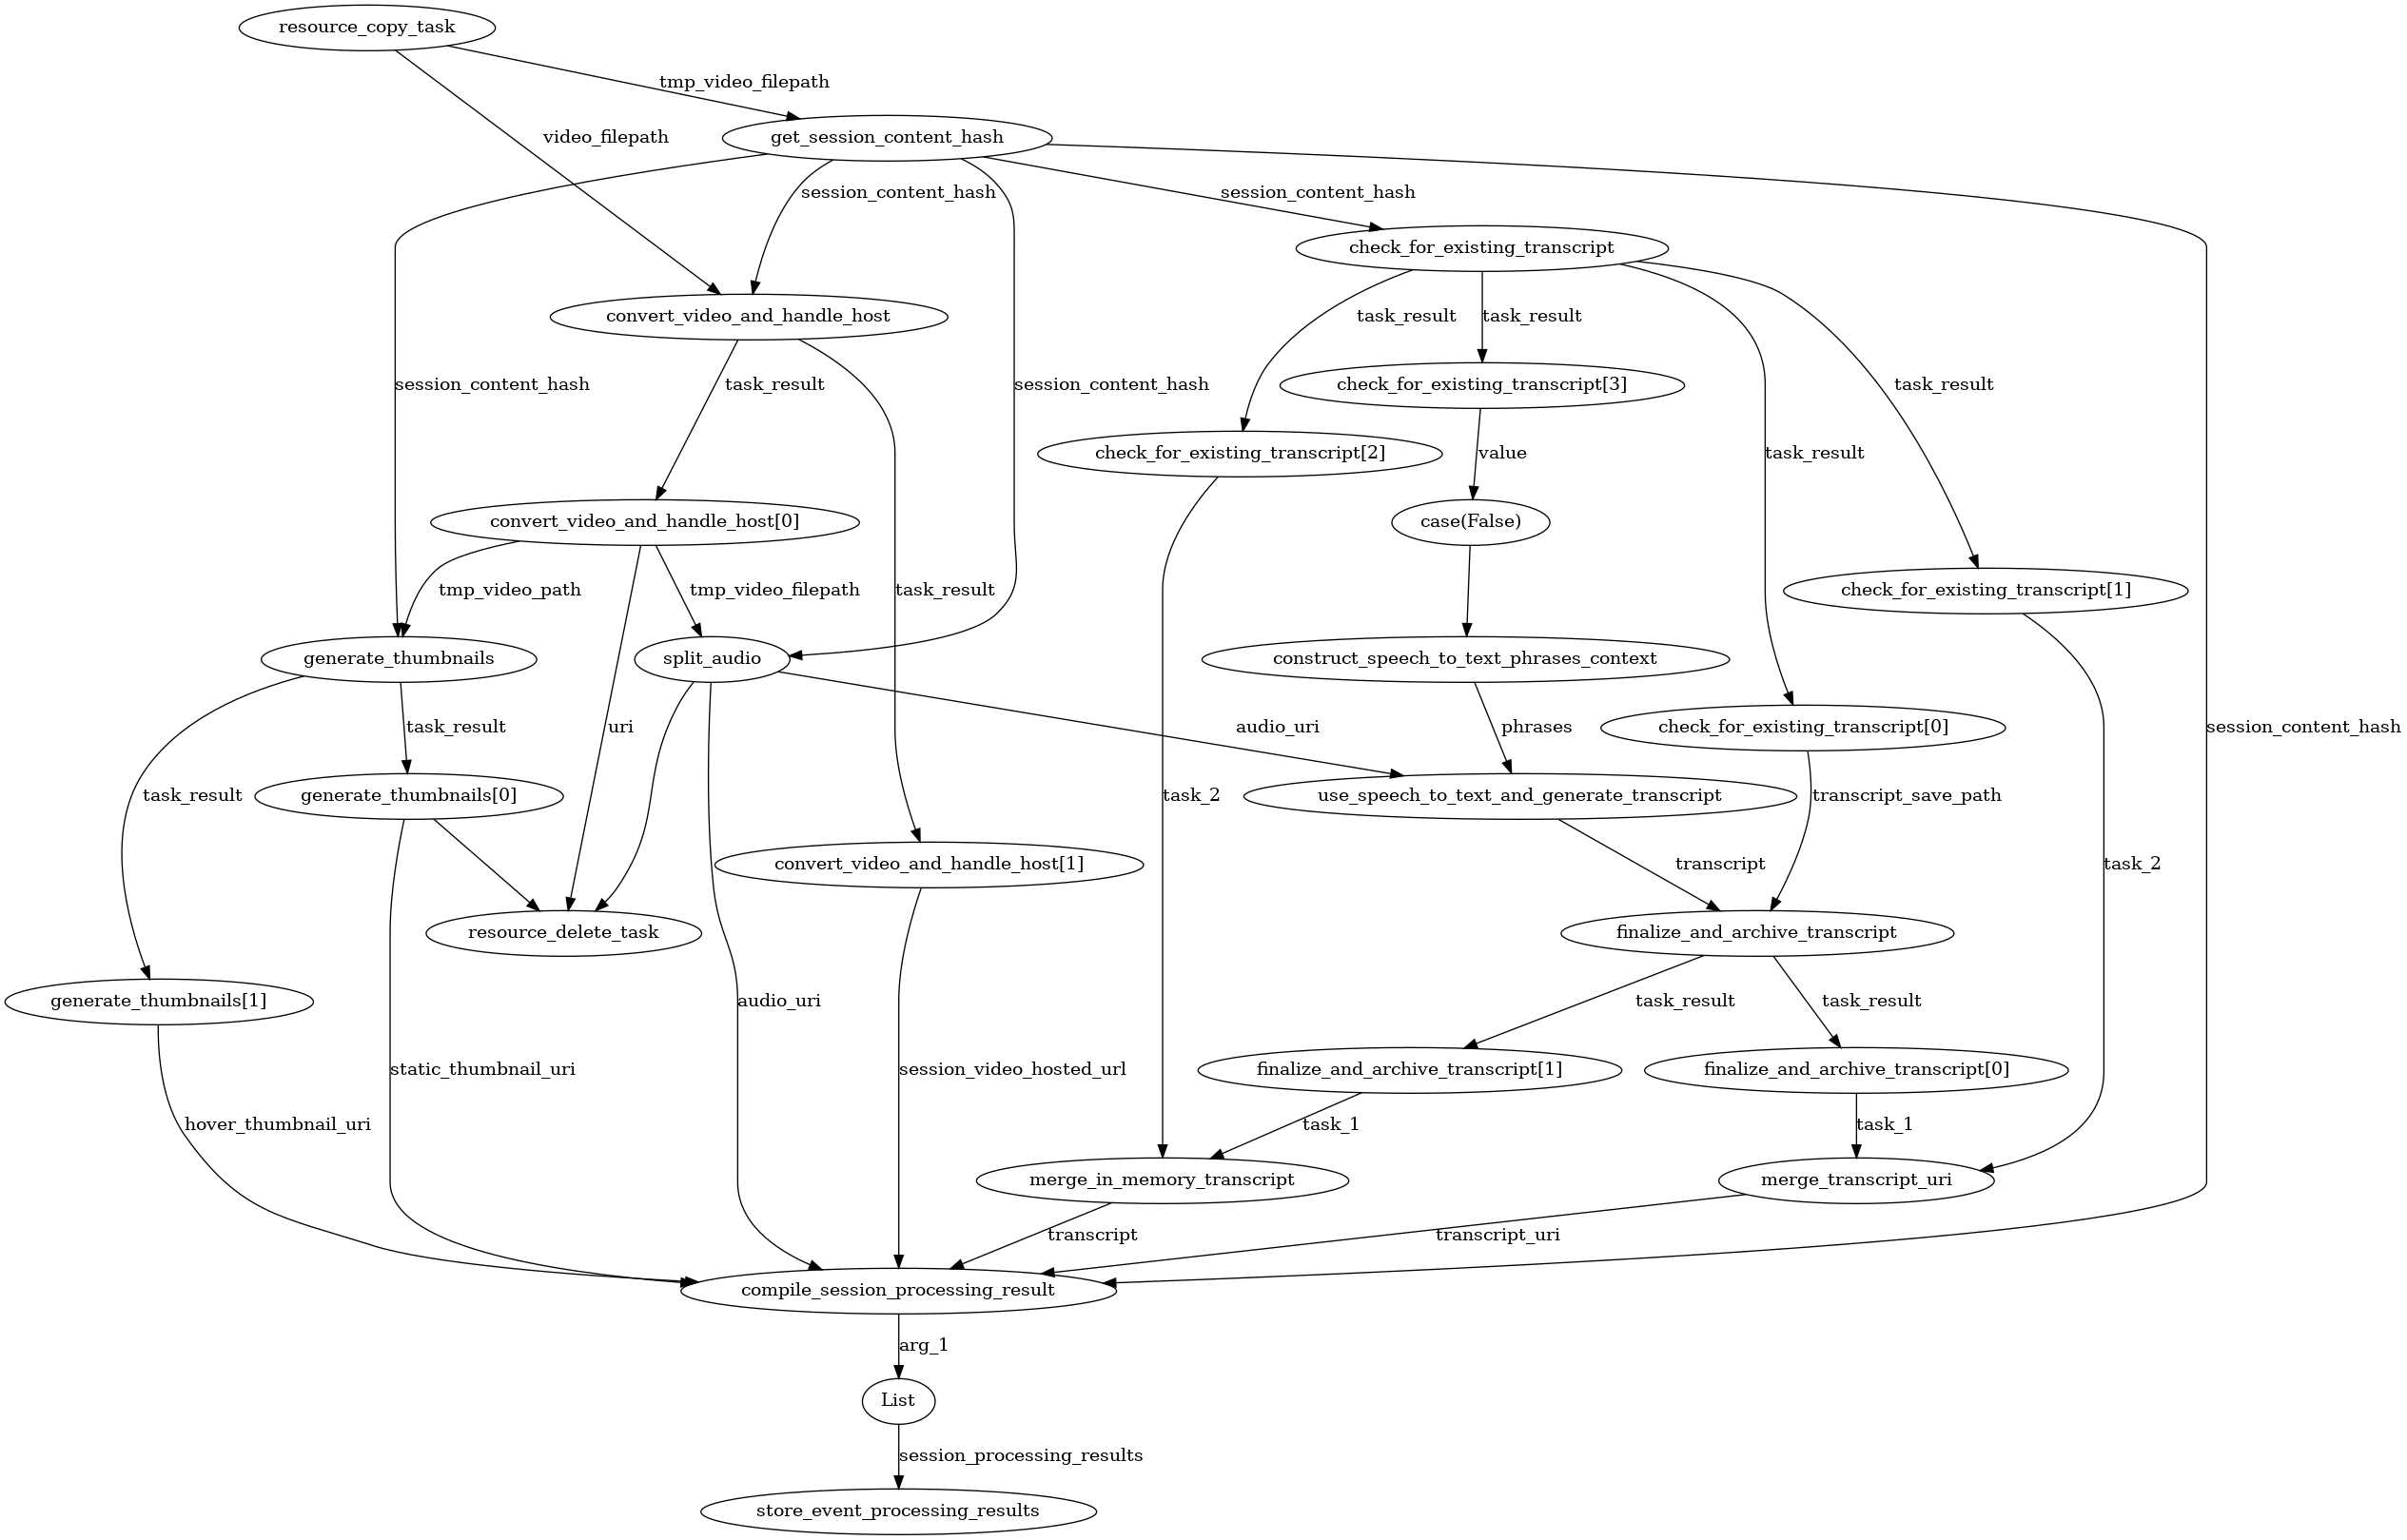 resource_copy_task
tmp_video_filepath
video_filepath
get_session_content_hash
session_content_hash
session_content_hash
check_for_existing_transcript
convert_video_and_handle_host
task_result
task_result
session_content_hash
task_result
session_content_hash
check_for_existing_transcript[3]
task_result
check_for_existing_transcript[2]
value
task_result
convert_video_and_handle_host[0]
case(False)
tmp_video_path
tmp_video_filepath
task_result
check_for_existing_transcript[1]
generate_thumbnails
split_audio
construct_speech_to_text_phrases_context
task_result
uri
audio_uri
phrases
check_for_existing_transcript[0]
session_content_hash
task_result
generate_thumbnails[0]
task_2
use_speech_to_text_and_generate_transcript
transcript_save_path
convert_video_and_handle_host[1]
transcript
task_2
resource_delete_task
finalize_and_archive_transcript
generate_thumbnails[1]
audio_uri
task_result
task_result
static_thumbnail_uri
session_video_hosted_url
finalize_and_archive_transcript[1]
finalize_and_archive_transcript[0]
hover_thumbnail_uri
task_1
task_1
merge_in_memory_transcript
merge_transcript_uri
transcript
transcript_uri
compile_session_processing_result
arg_1
List
session_processing_results
store_event_processing_results